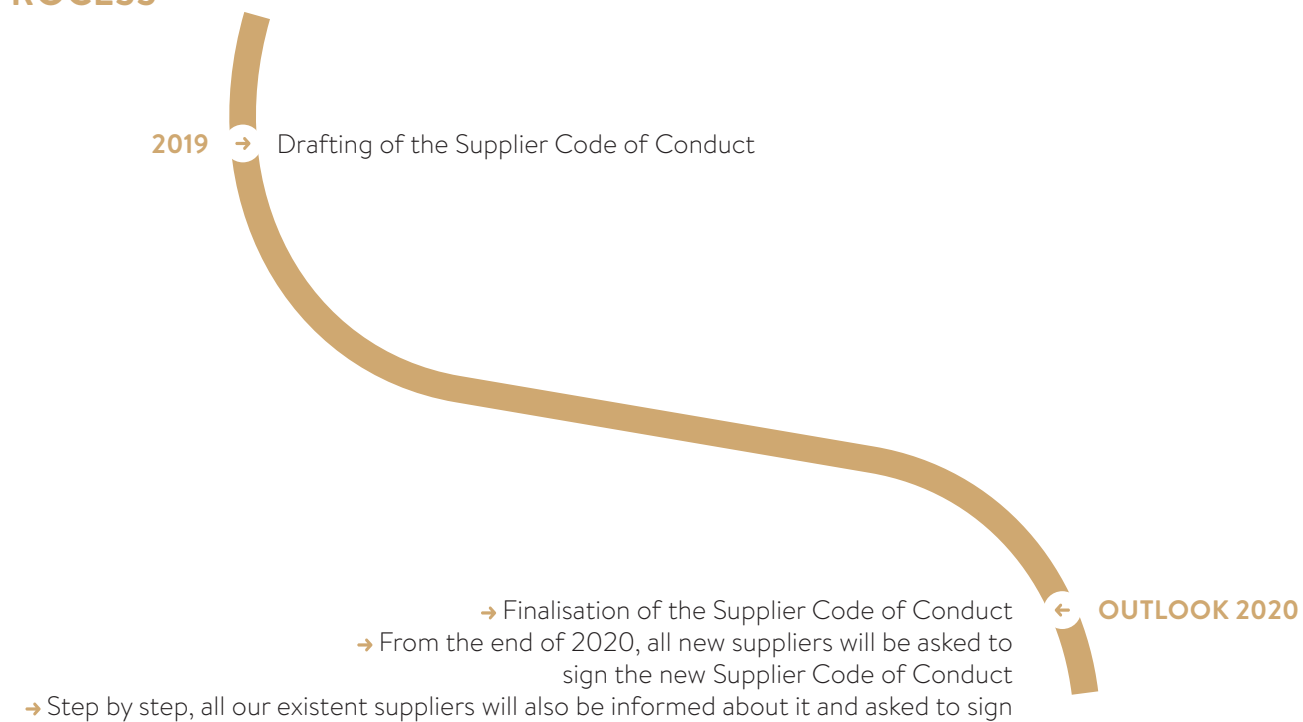 2019 → Drafting of the Supplier Code of Conduct
→ Finalisation of the Supplier Code of Conduct ← OUTLOOK 2020
→ From the end of 2020, all new suppliers will be asked to
sign the new Supplier Code of Conduct
→ Step by step, all our existent suppliers will also be informed about it and asked to sign